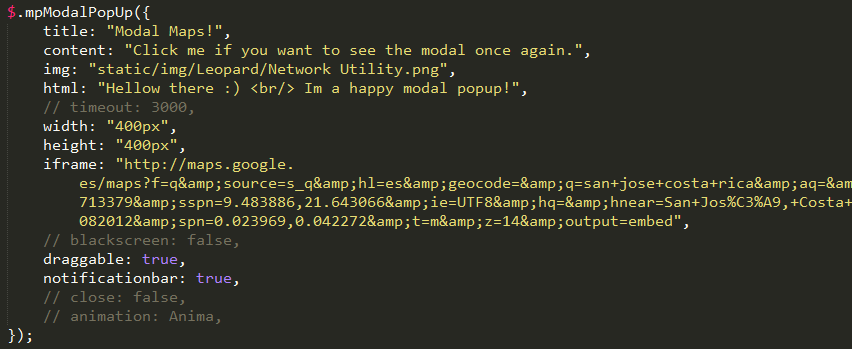 $.mpModalPopUp({
    title: "Modal Maps!",
    content: "Click me if you want to see the modal once again.",
    img: "static/img/Leopard/Network Utility.png",
    html: "Hellow there :) <br/> Im a happy modal popup!",
    // timeout: 3000,
    width: "400px",
    height: "400px",
    iframe: "http://maps.google.
        es/maps?f=q&amp;source=s_q&amp;hl=es&amp;geocode=&amp;q=san+jose+costa+rica&amp;aq=&am
        713379&amp;sspn=9.483886,21.643066&amp;ie=UTF8&amp;hq=&amp;hnear=San+Jos%C3%A9,+Costa+
        082012&amp;spn=0.023969,0.042272&amp;t=m&amp;z=14&amp;output=embed",
    // blackscreen: false,
    draggable: true,
    notificationbar: true,
    // close: false,
    // animation: Anima,
});